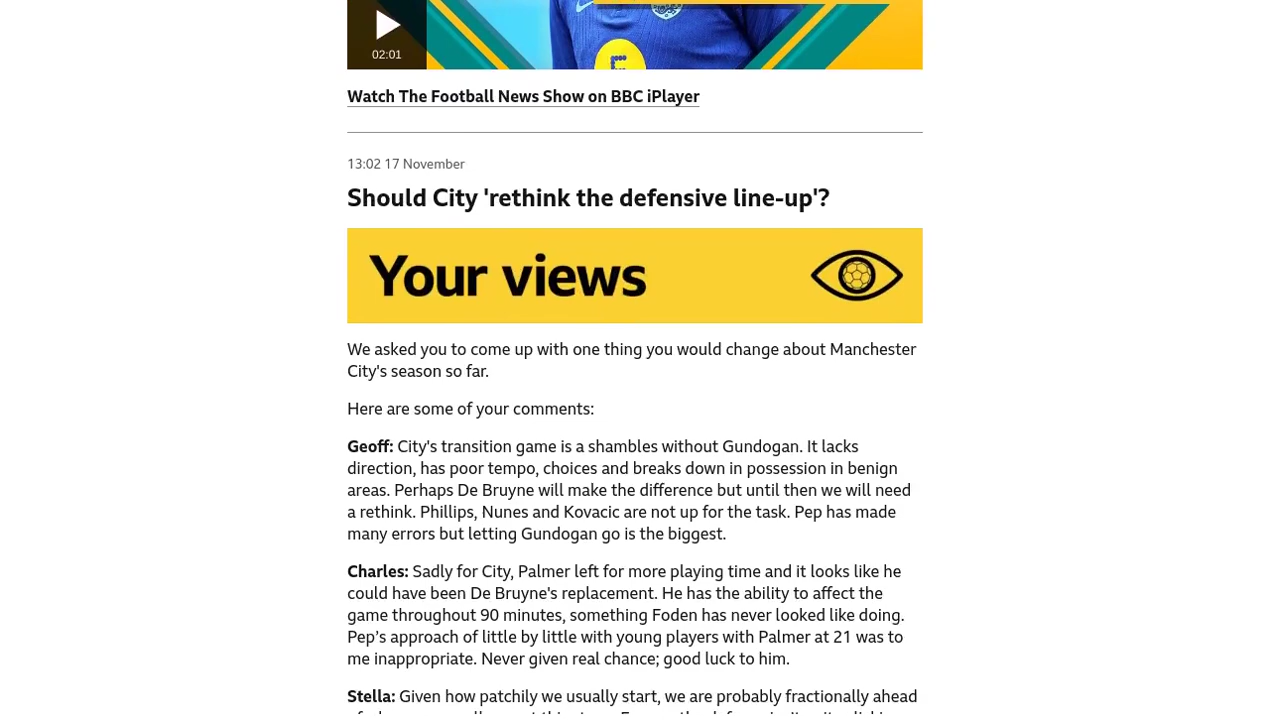 02:01
Watch The Football News Show on BBC iPlayer
13:02 17 November
Should City 'rethink the defensive line-up'?
Your views
We asked you to come up with one thing you would change about Manchester
City's season so far.
Here are some of your comments:
Geoff: City's transition game is a shambles without Gundogan. It lacks
direction, has poor tempo, choices and breaks down in possession in benign
areas. Perhaps De Bruyne will make the difference but until then we will need
a rethink. Phillips, Nunes and Kovacic are not up for the task. Pep has made
many errors but letting Gundogan go is the biggest.
Charles: Sadly for City, Palmer left for more playing time and it looks like he
could have been De Bruyne's replacement. He has the ability to affect the
game throughout 90 minutes, something Foden has never looked like doing.
Pep’s approach of little by little with young players with Palmer at 21 was to
me inappropriate. Never given real chance; good luck to him.
Stella: Given how patchily we usually start, we are probably fractionally ahead